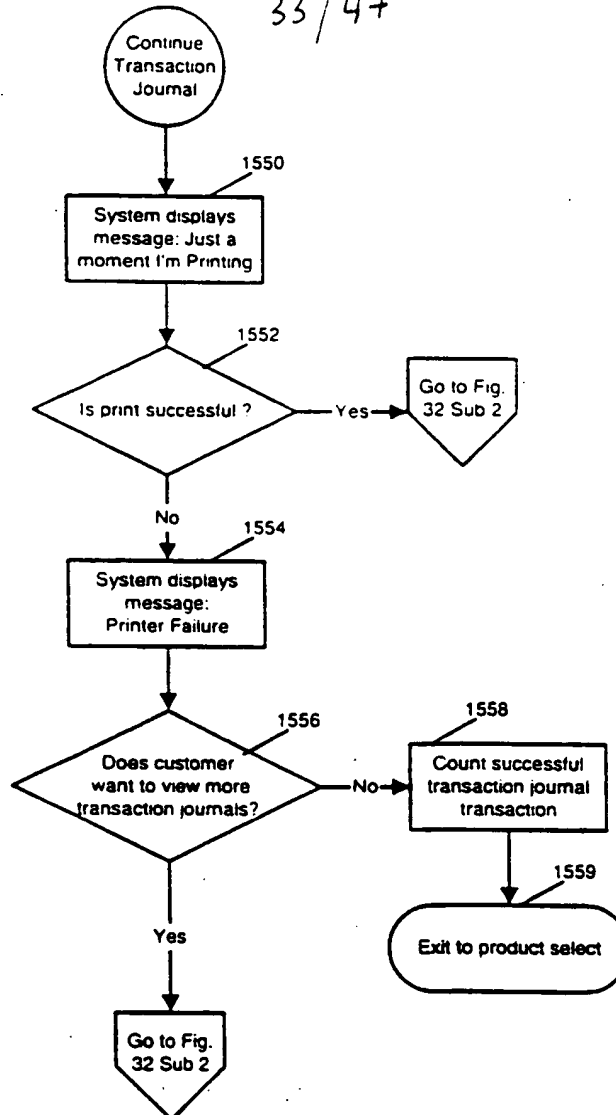 33/47
Continue
Transaction
Journal
1550
System displays
message: Just a
moment I'm Printing
1552
Is print successful ?
Yes
Go to Fig.
32 Sub 2
No
1554
System displays
message:
Printer Failure
1556
Does customer
want to view more
transaction journals?
No
1558
Count successful
transaction journal
transaction
1559
Exit to product select
Yes
Go to Fig.
32 Sub 2